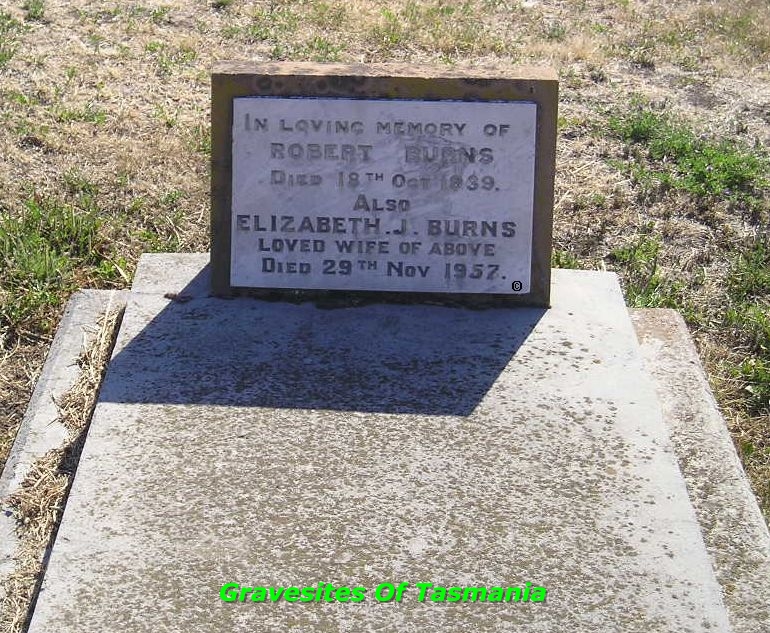 In loving memory of
ROBERT BURNS
Died 18TH Oct 1939.
Also
ELIZABETH. J. BURNS
LOVED WIFE OF ABOVE
Died 29TH Nov 1957.
Gravesites Of Tasmania